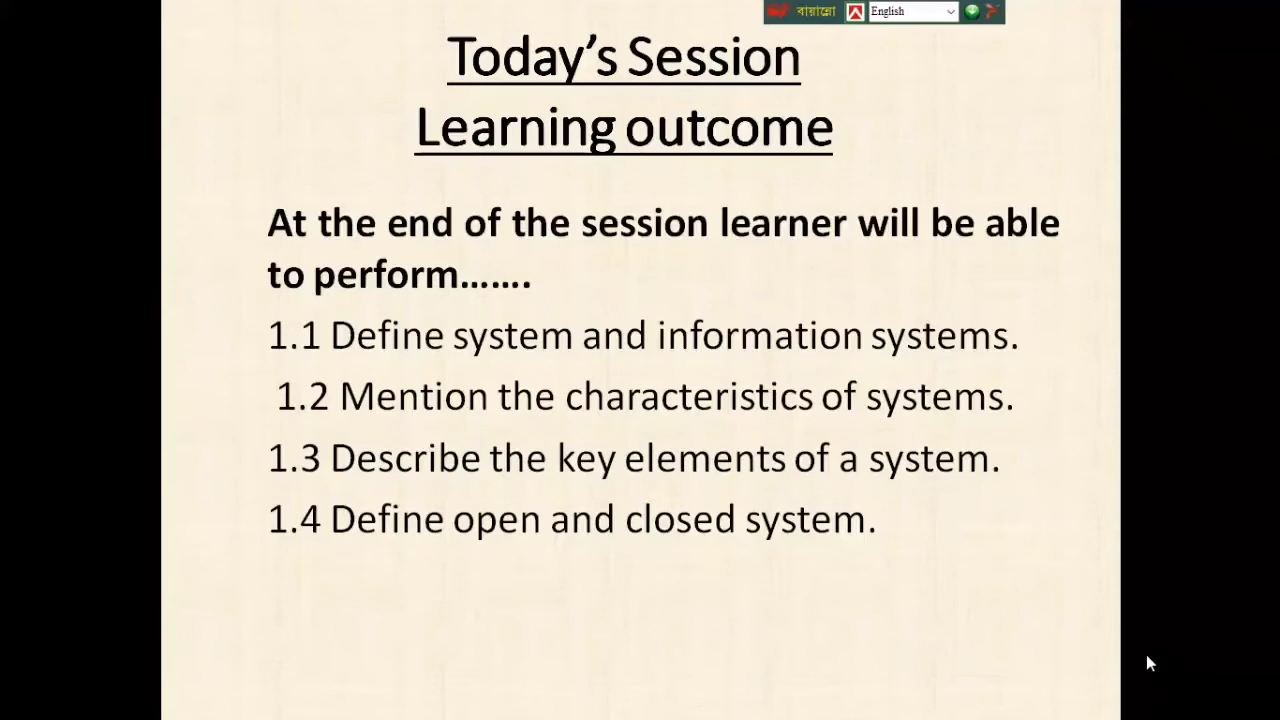 বায়ান্নো English
Today’s Session
Learning outcome
At the end of the session learner will be able
to perform…….
1.1 Define system and information systems.
1.2 Mention the characteristics of systems.
1.3 Describe the key elements of a system.
1.4 Define open and closed system.